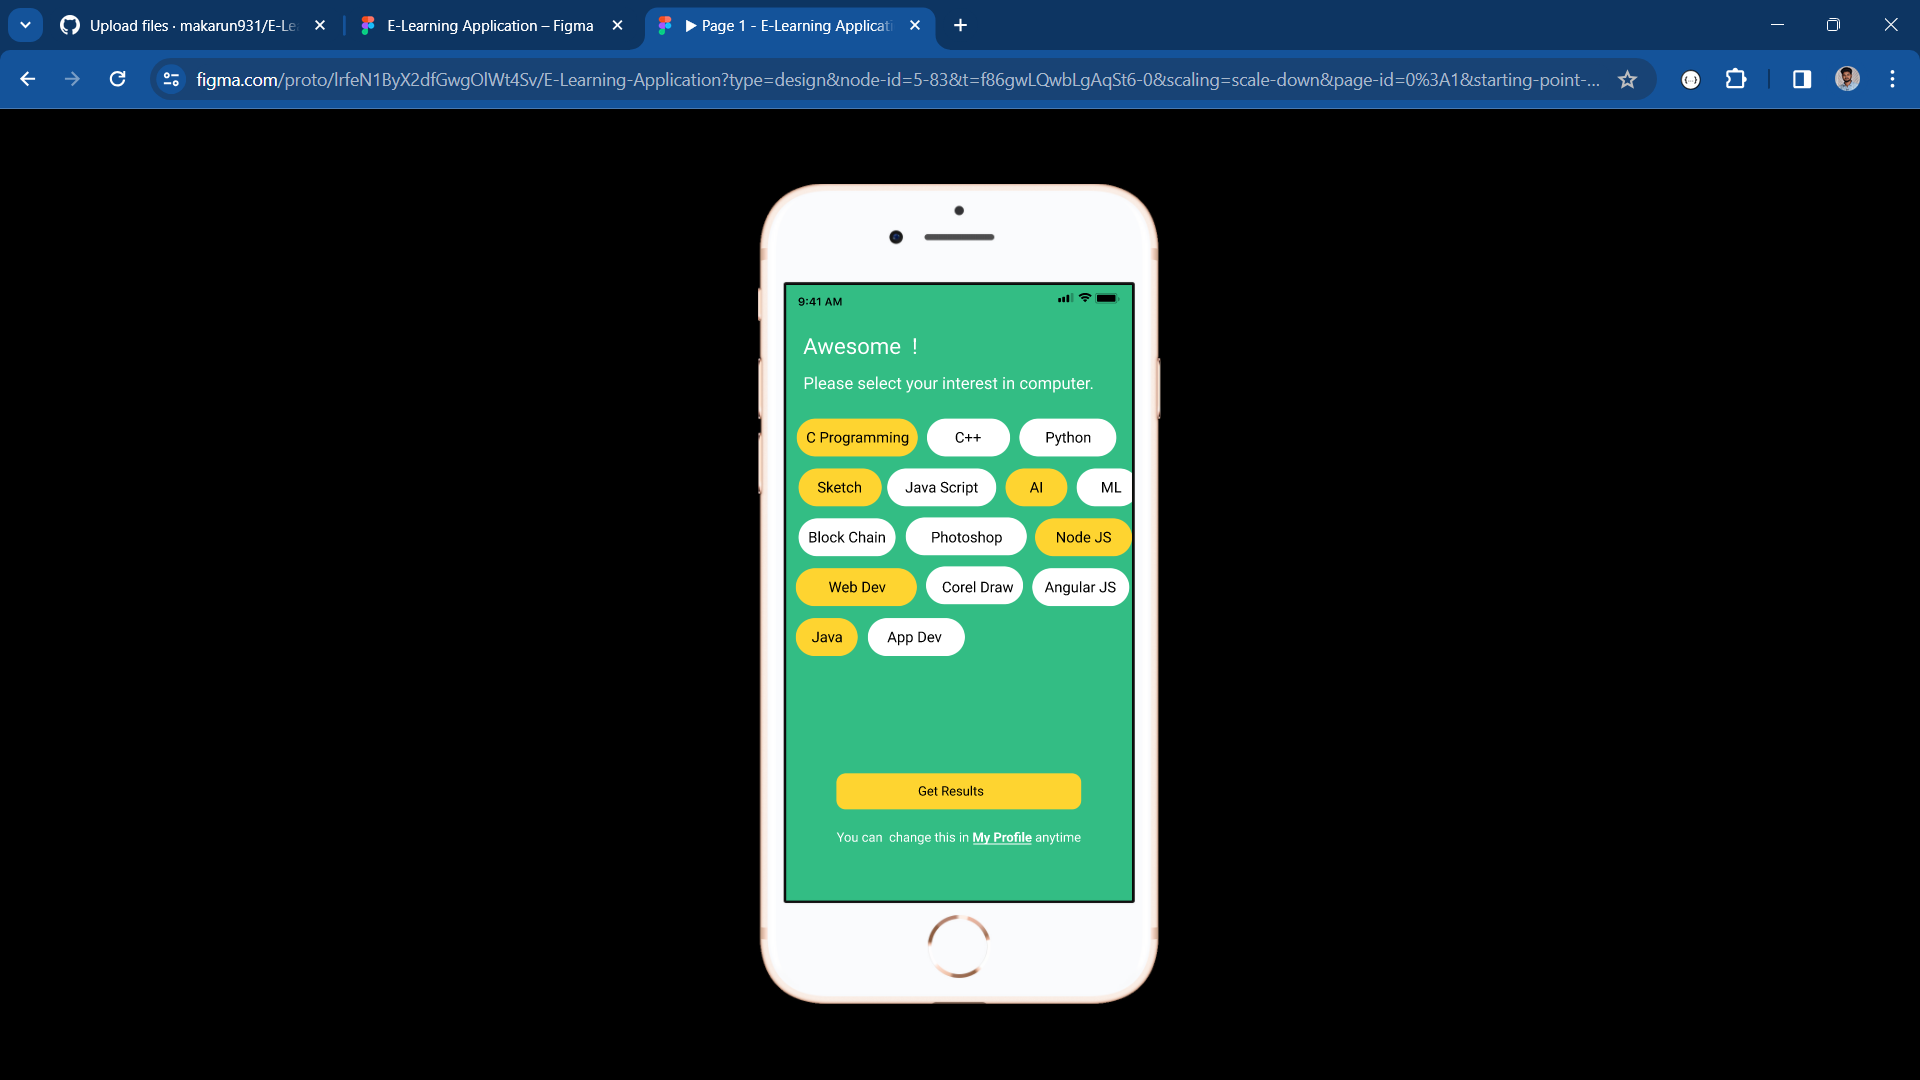 Upload files · makarun931/E-Le
E-Learning Application – Figma
Page 1 - E-Learning Applicati
figma.com/proto/lrfeN1ByX2dfGwgOlWt4Sv/E-Learning-Application?type=design&node-id=5-83&t=f86gwLQwbLgAqSt6-0&scaling=scale-down&page-id=0%3A1&starting-point-...
9:41 AM
Awesome !
Please select your interest in computer.
C Programming C++ Python
Sketch Java Script AI ML
Block Chain Photoshop Node JS
Web Dev Corel Draw Angular JS
Java App Dev
Get Results
You can change this in My Profile anytime